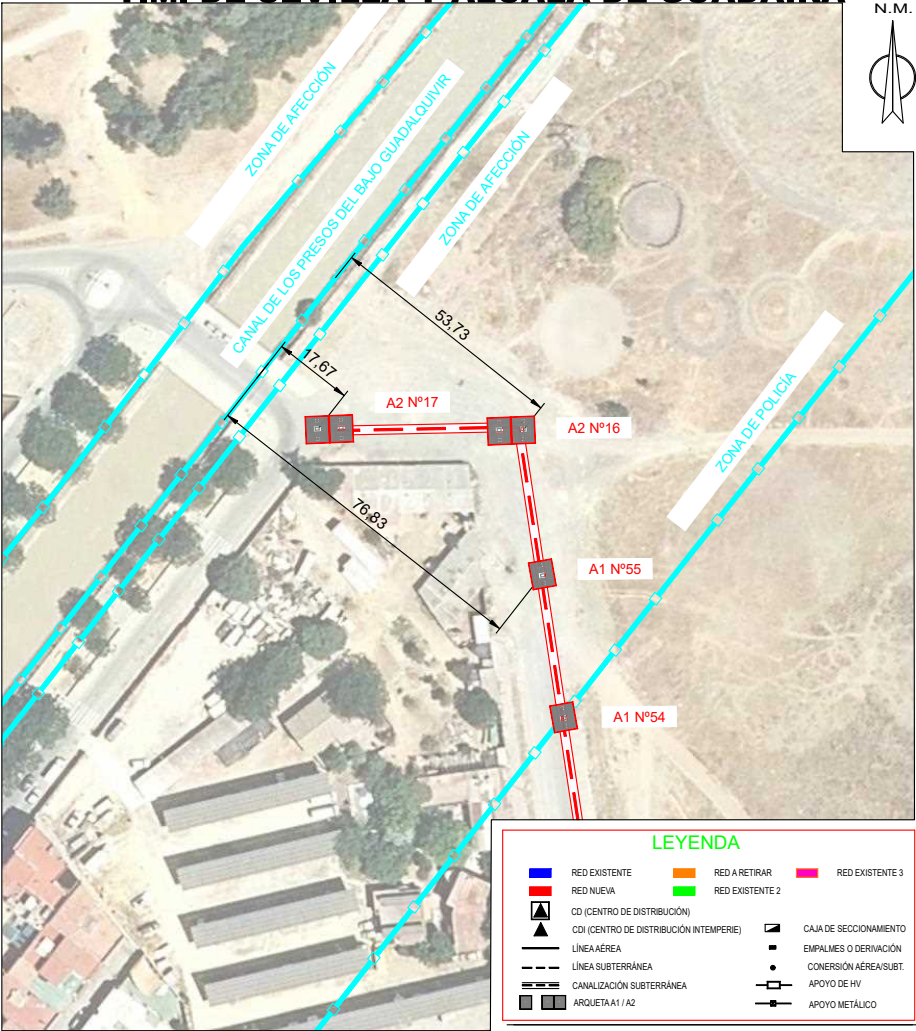 N.M.
ZONA DE AFECCIÓN
CANAL DE LOS PRESOS DEL BAJO GUADALQUIVIR
ZONA DE AFECCIÓN
53,73
17,67
A2 Nº17
A2 Nº16
ZONA DE POLICÍA
76,83
A1 Nº55
A1 Nº54
LEYENDA
RED EXISTENTE
RED A RETIRAR
RED EXISTENTE 3
RED NUEVA
RED EXISTENTE 2
CD (CENTRO DE DISTRIBUCIÓN)
CDI (CENTRO DE DISTRIBUCIÓN INTEMPERIE)
CAJA DE SECCIONAMIENTO
LÍNEA AÉREA
EMPALMES O DERIVACIÓN
LÍNEA SUBTERRÁNEA
CONERSIÓN AÉREA/SUBT.
CANALIZACIÓN SUBTERRÁNEA
APOYO DE HV
ARQUETA A1 / A2
APOYO METÁLICO